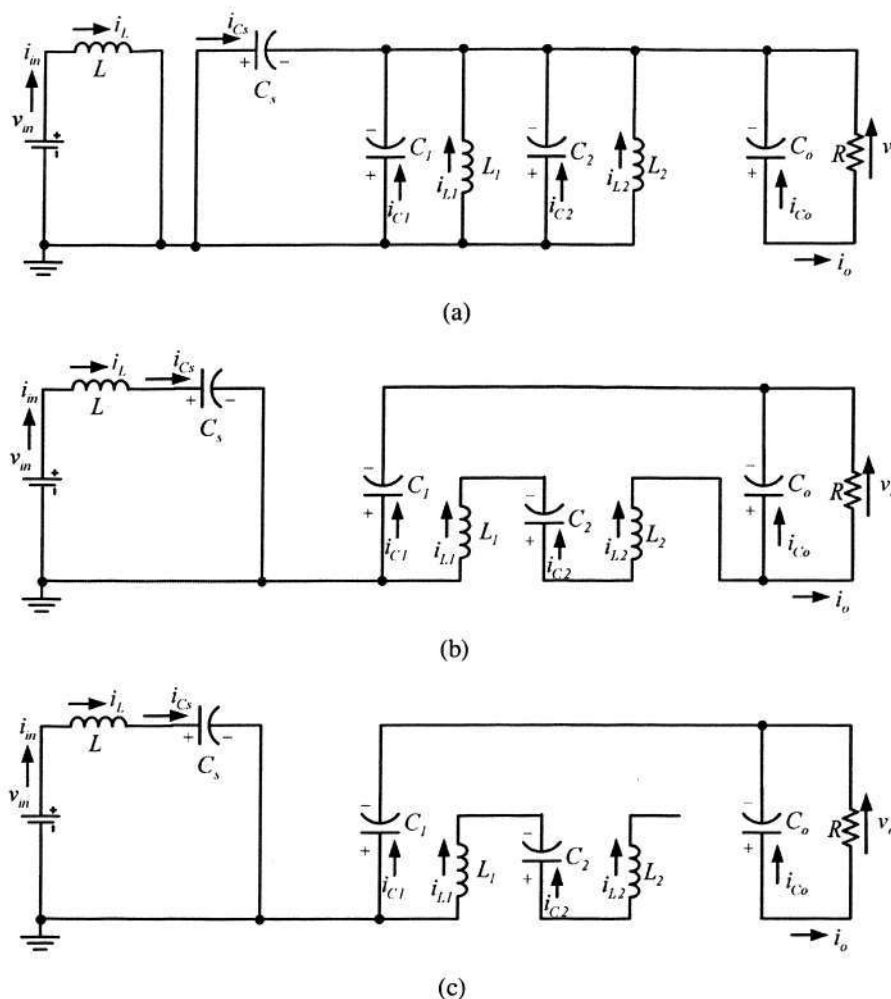 i_in
i_L
L
v_in
+
i_Cs
+
−
C_s
−
C_1
+
i_C1
i_L1
L_1
−
C_2
+
i_C2
i_L2
L_2
−
C_o
+
i_Co
R
v
i_o
(a)
i_in
i_L
L
v_in
+
i_Cs
+
−
C_s
−
C_1
+
i_C1
i_L1
L_1
−
C_2
+
i_C2
i_L2
L_2
−
C_o
+
i_Co
R
i_o
(b)
i_in
i_L
L
v_in
+
i_Cs
+
−
C_s
−
C_1
+
i_C1
i_L1
L_1
−
C_2
+
i_C2
i_L2
L_2
−
C_o
+
i_Co
R
i_o
(c)